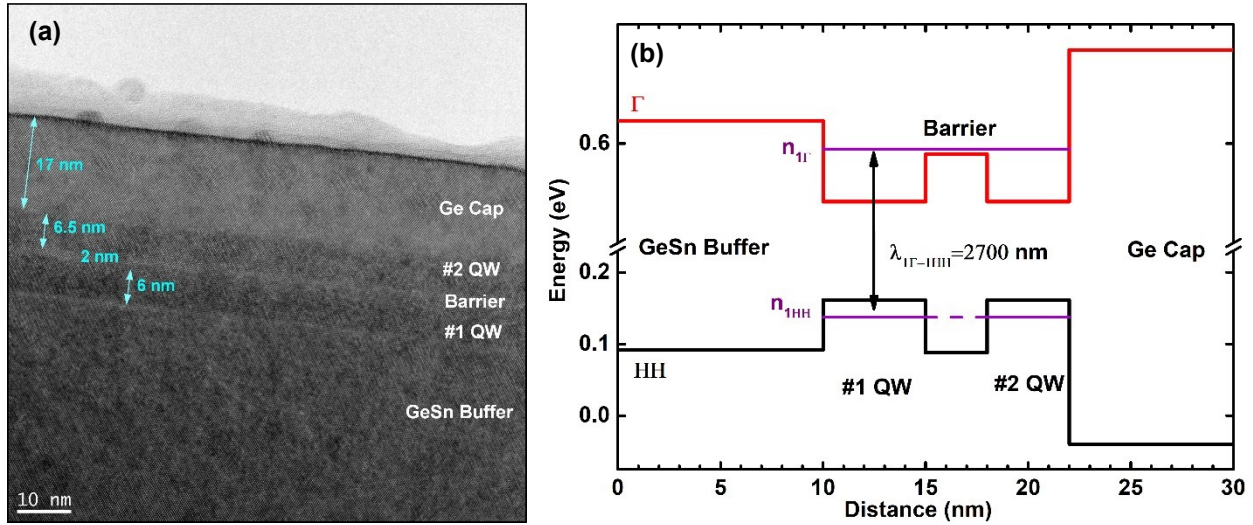 (a)
17 nm
6.5 nm
2 nm
6 nm
Ge Cap
#2 QW
Barrier
#1 QW
GeSn Buffer
10 nm
(b)
Γ
Barrier
0.6
n1Γ
Energy (eV)
GeSn Buffer
λ1Γ-1HH=2700 nm
Ge Cap
0.2
n1HH
0.1
HH
#1 QW
#2 QW
0.0
0 5 10 15 20 25 30
Distance (nm)